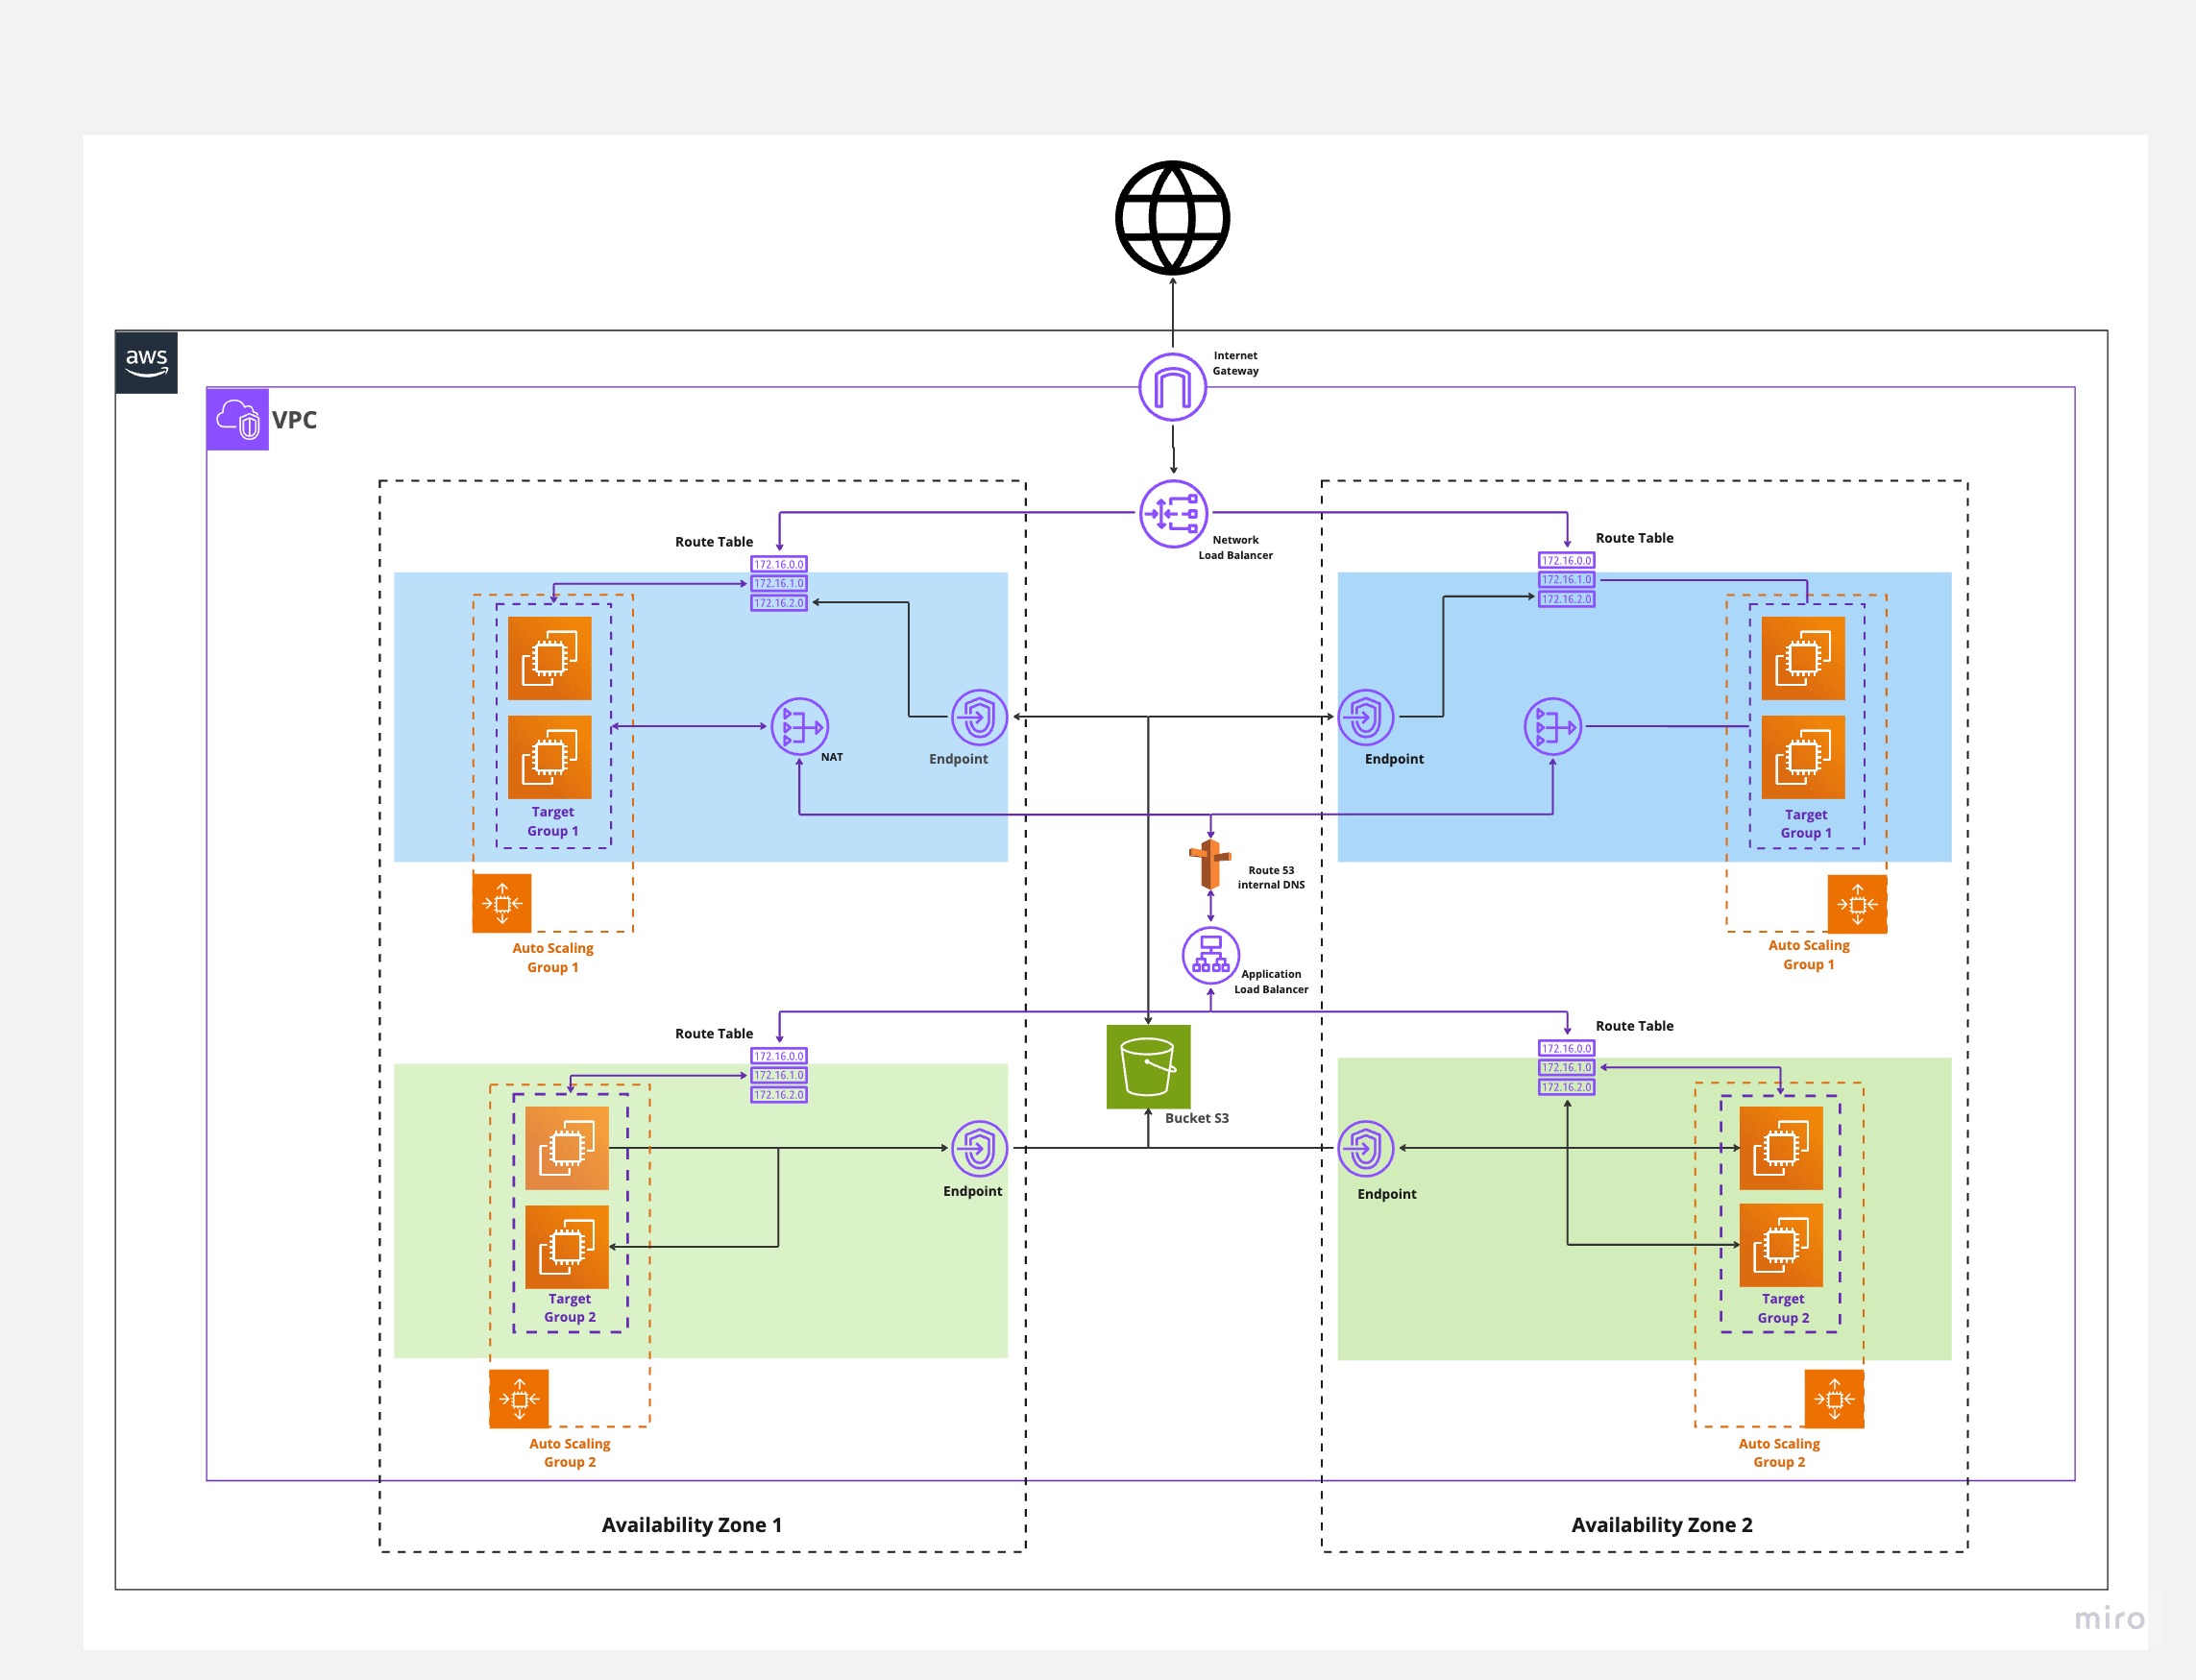 Internet
Gateway
aws
VPC
Network
Load Balancer
Route Table
172.16.0.0
172.16.1.0
172.16.2.0
Route Table
172.16.0.0
172.16.1.0
172.16.2.0
NAT
Endpoint
Endpoint
Target
Group 1
Target
Group 1
Route 53
internal DNS
Auto Scaling
Group 1
Auto Scaling
Group 1
Application
Load Balancer
Route Table
172.16.0.0
172.16.1.0
172.16.2.0
Route Table
172.16.0.0
172.16.1.0
172.16.2.0
Bucket S3
Endpoint
Endpoint
Target
Group 2
Target
Group 2
Auto Scaling
Group 2
Auto Scaling
Group 2
Availability Zone 1
Availability Zone 2
miro